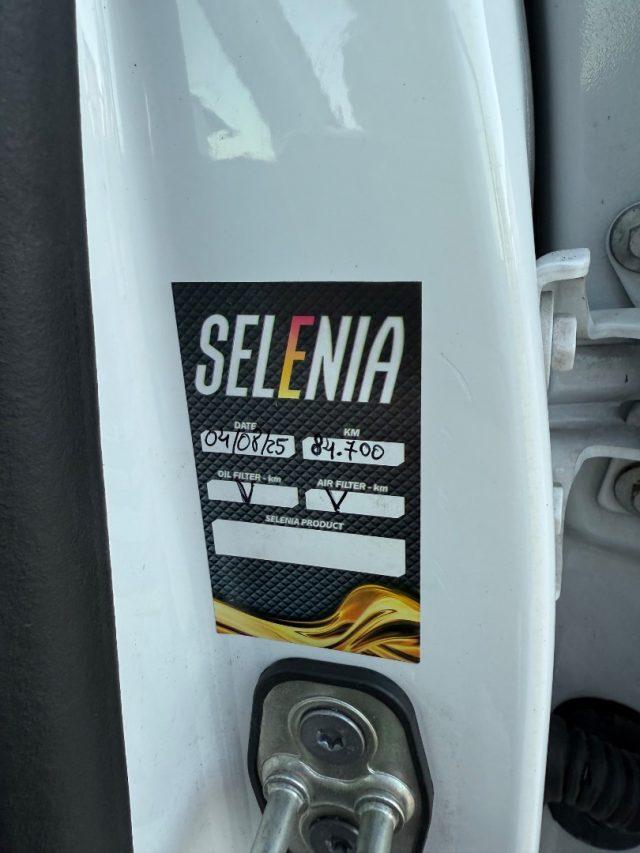 SELENIA
DATE KM
04/08/25 84.700
OIL FILTER - km AIR FILTER - km
V V
SELENIA PRODUCT